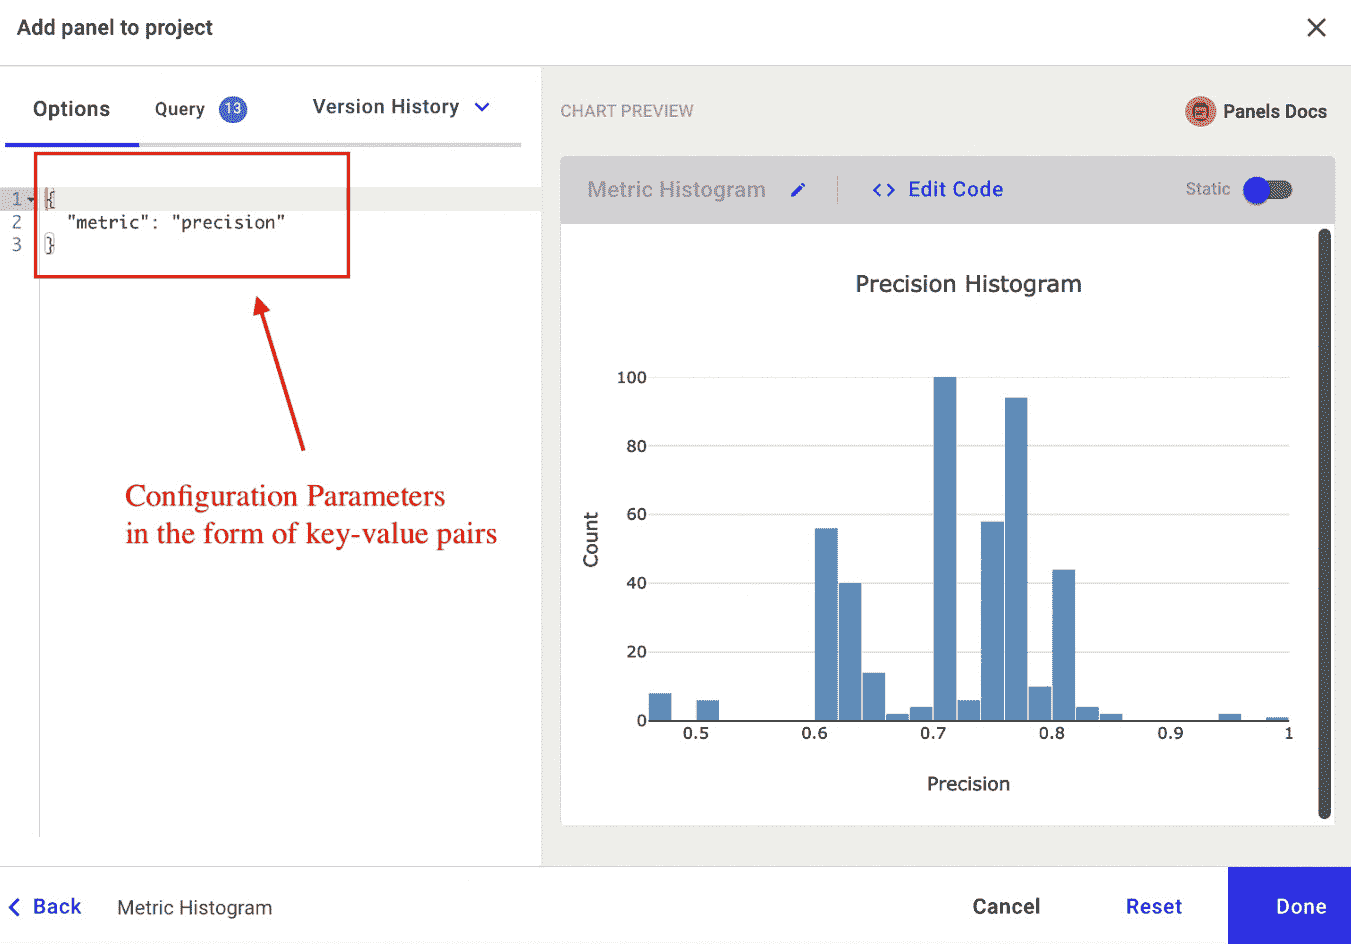 Add panel to project
Options
Query 13
Version History
1 {
2 "metric": "precision"
3 }
Configuration Parameters
in the form of key-value pairs
CHART PREVIEW
Panels Docs
Metric Histogram
<> Edit Code
Static
Precision Histogram
Count
100
80
60
40
20
0
0.5 0.6 0.7 0.8 0.9 1
Precision
Back
Metric Histogram
Cancel
Reset
Done